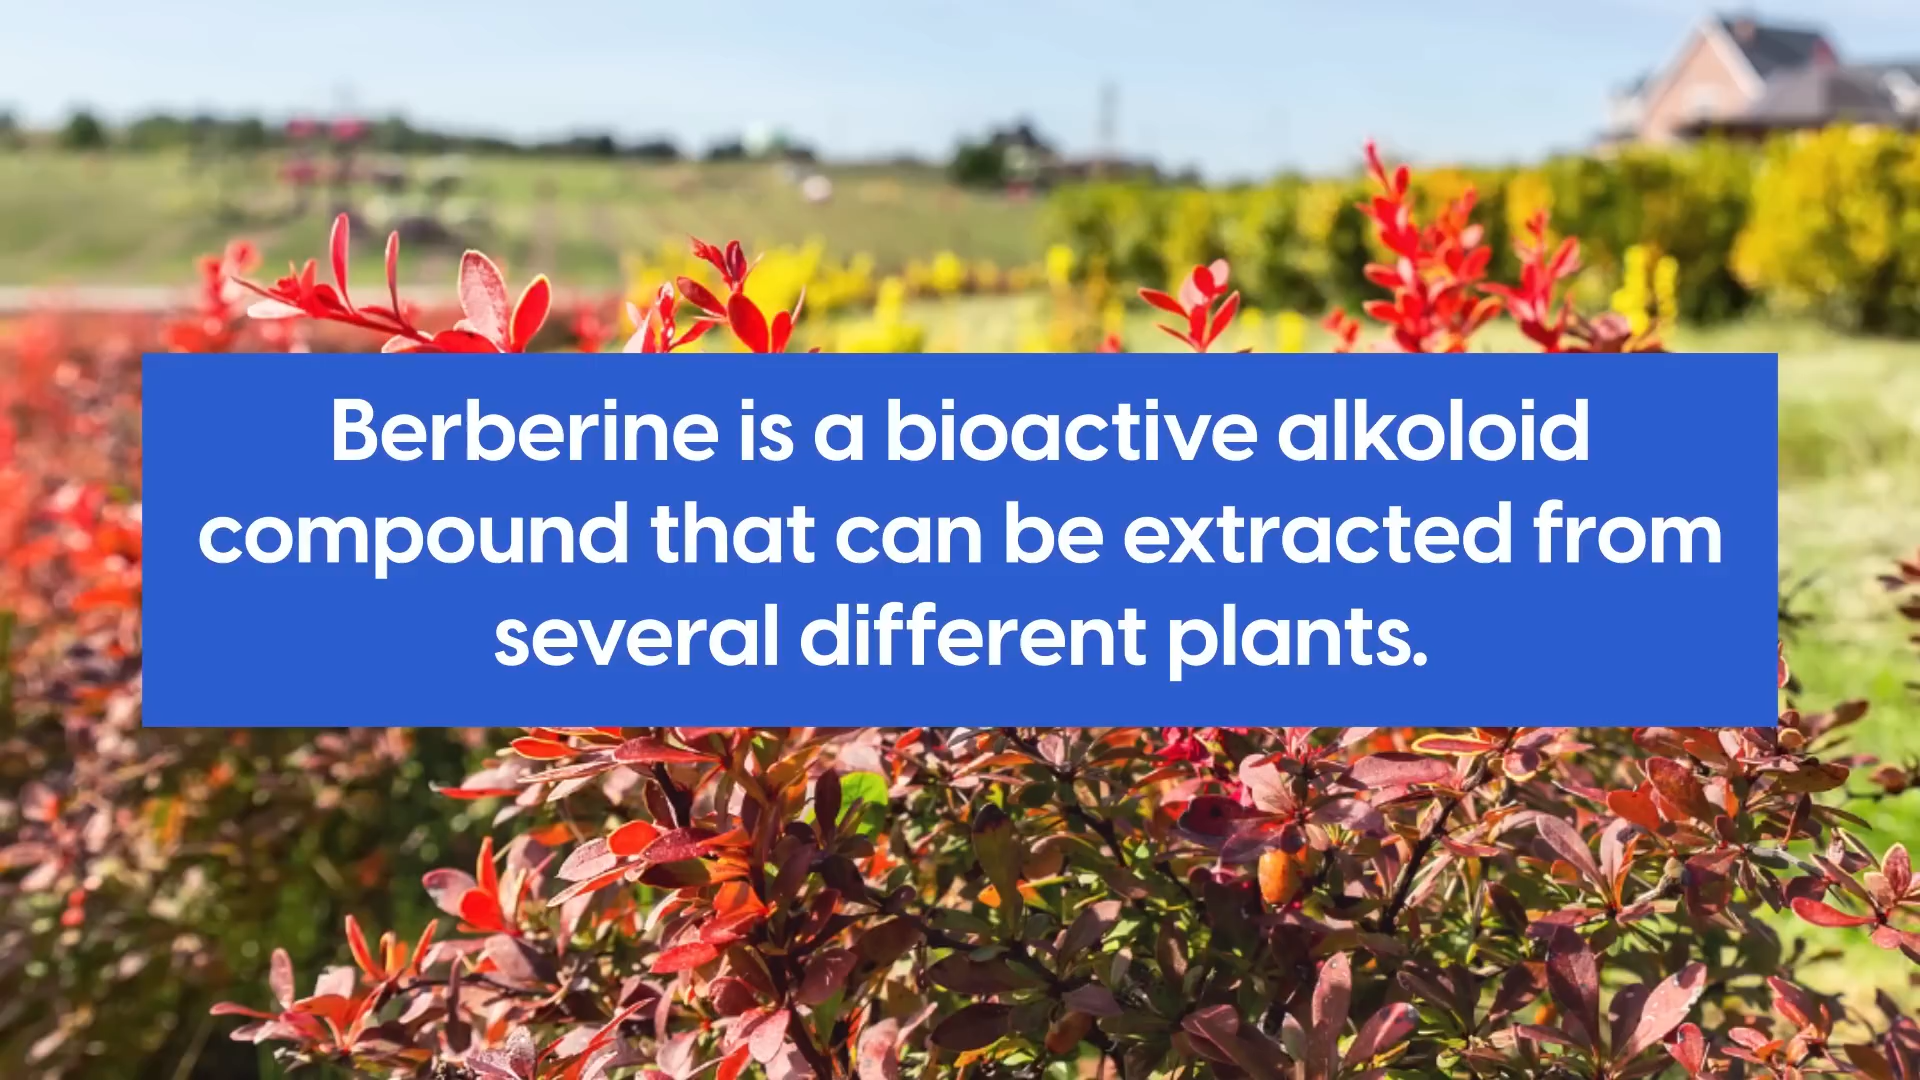 Berberine is a bioactive alkoloid
compound that can be extracted from
several different plants.